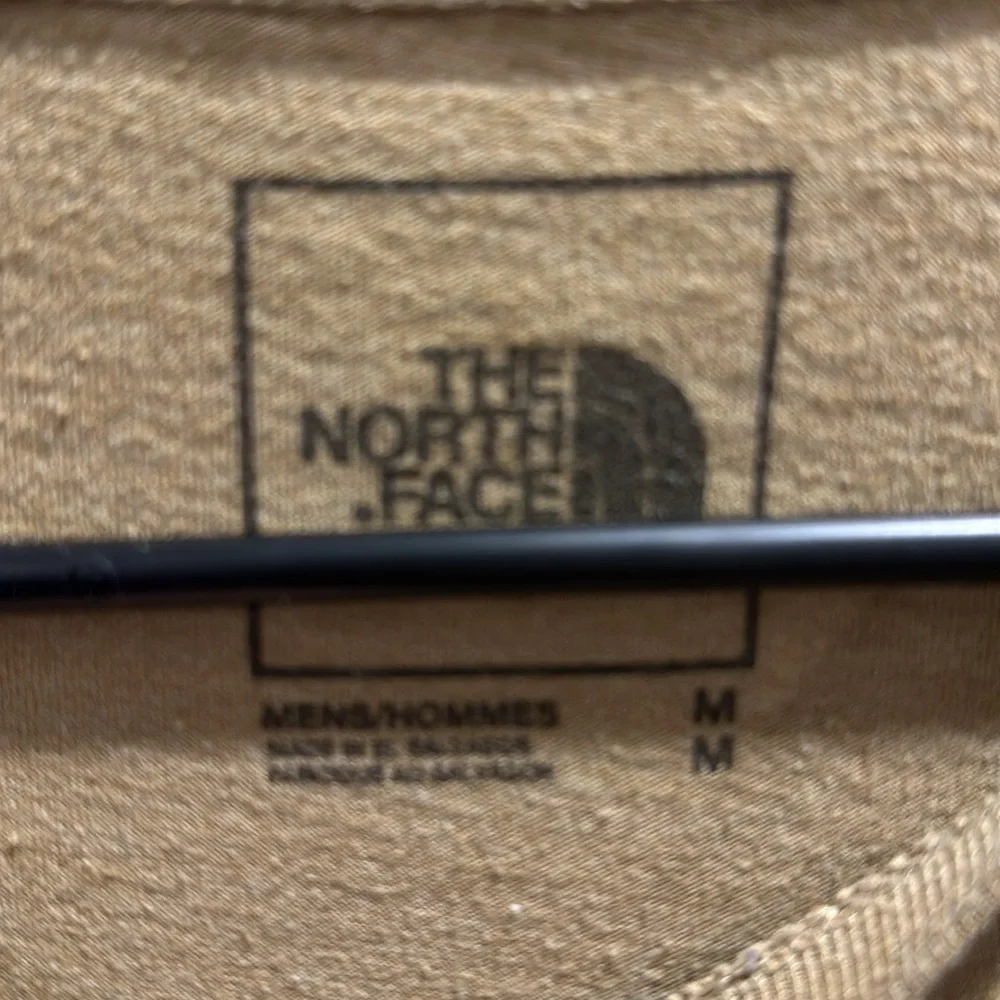 THE
NORTH
FACE
MENS/HOMMES M
MADE IN EL SALVADOR M
FABRIQUÉ AU SALVADOR